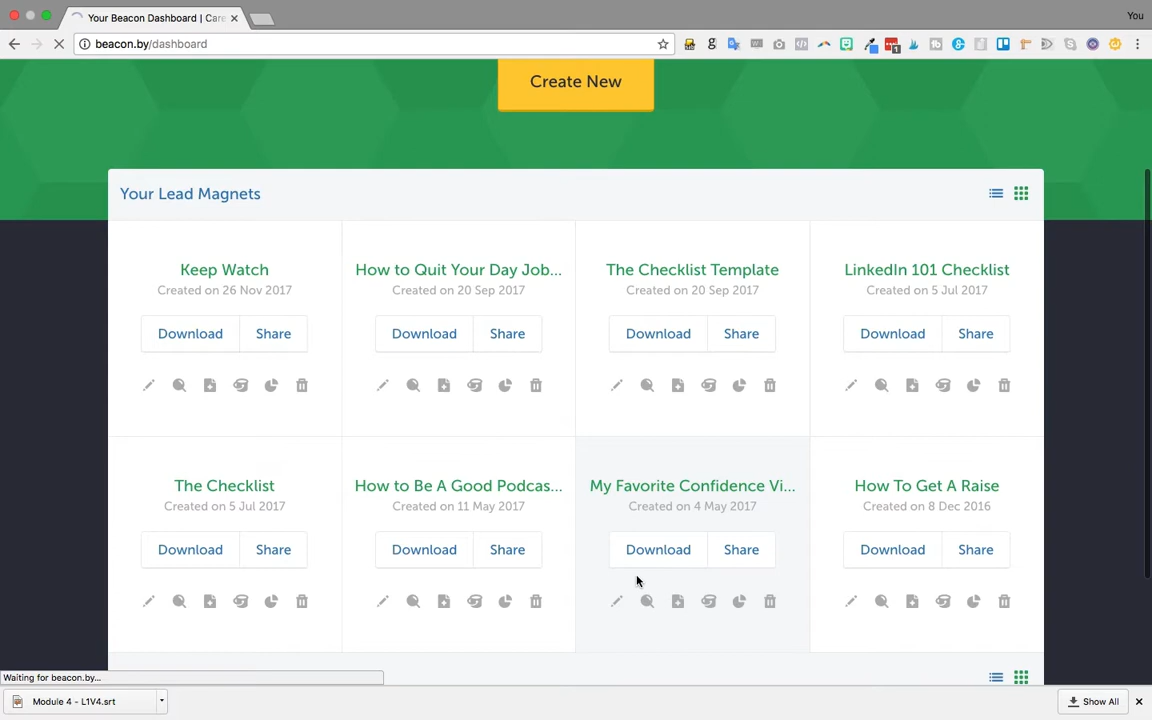 Your Beacon Dashboard | Care
You
beacon.by/dashboard
1
Create New
Your Lead Magnets
Keep Watch
Created on 26 Nov 2017
Download
Share
How to Quit Your Day Job...
Created on 20 Sep 2017
Download
Share
The Checklist Template
Created on 20 Sep 2017
Download
Share
LinkedIn 101 Checklist
Created on 5 Jul 2017
Download
Share
The Checklist
Created on 5 Jul 2017
Download
Share
How to Be A Good Podcas...
Created on 11 May 2017
Download
Share
My Favorite Confidence Vi...
Created on 4 May 2017
Download
Share
How To Get A Raise
Created on 8 Dec 2016
Download
Share
Waiting for beacon.by...
Module 4 - L1V4.srt
Show All